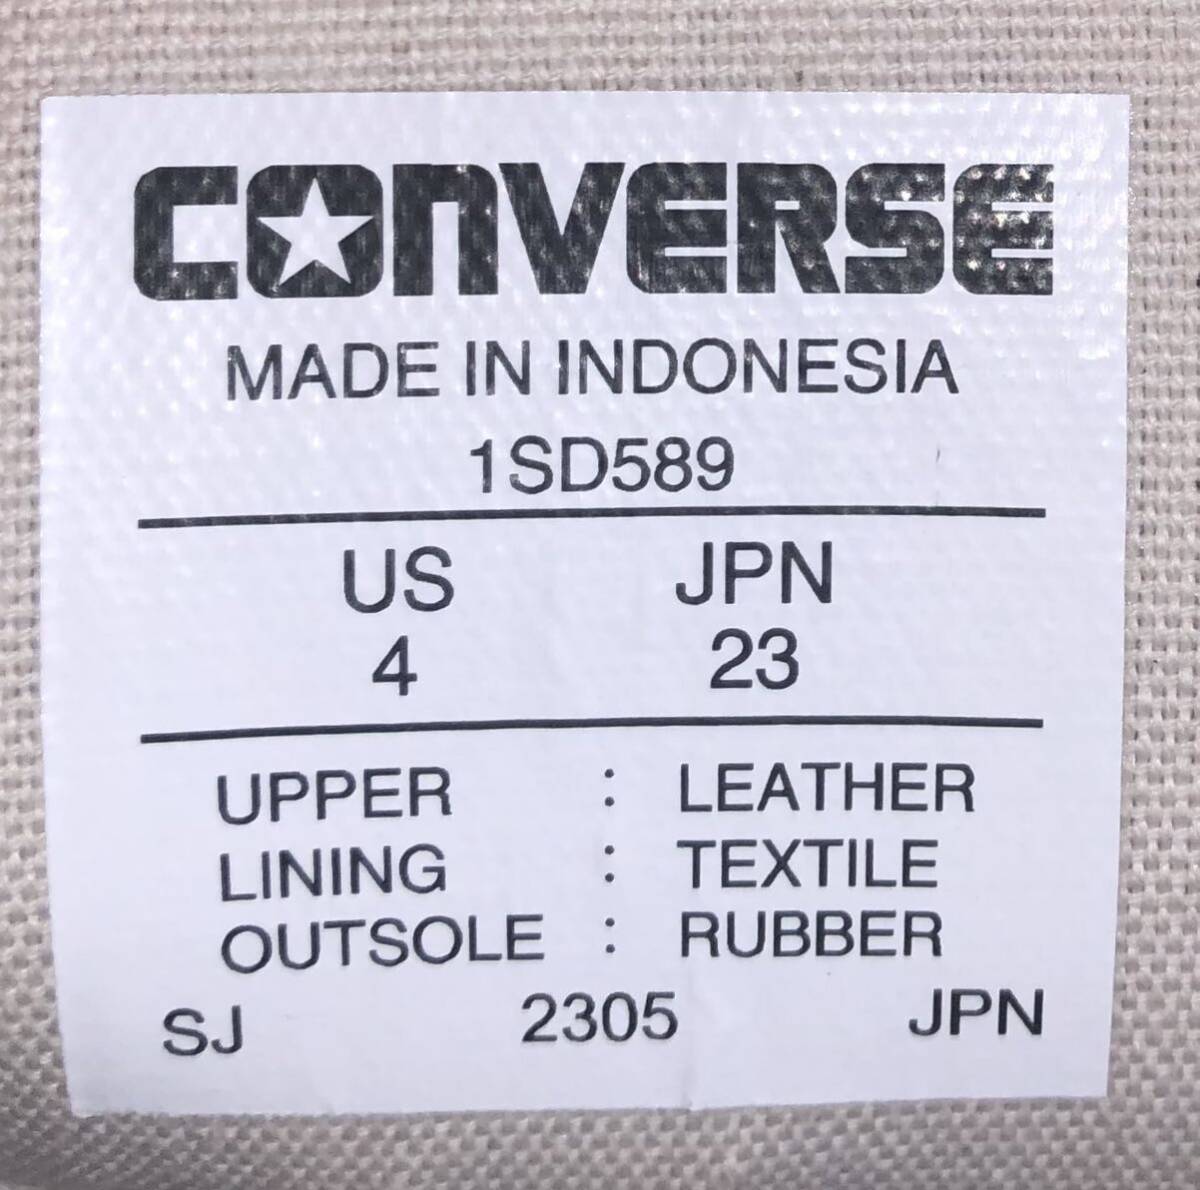 CONVERSE
MADE IN INDONESIA
1SD589
US JPN
4 23
UPPER : LEATHER
LINING : TEXTILE
OUTSOLE : RUBBER
SJ 2305 JPN